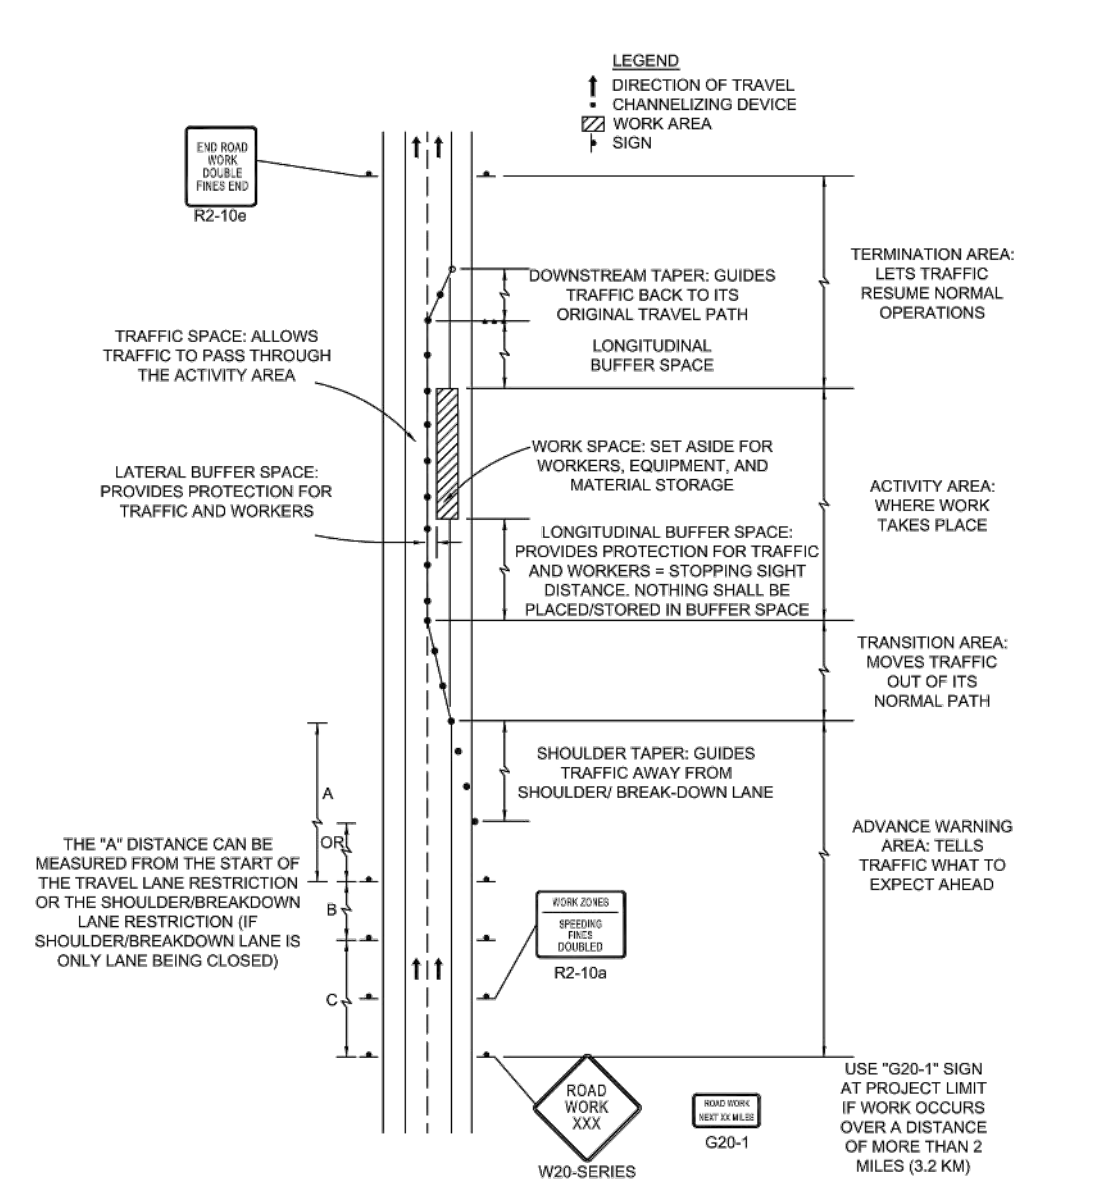 LEGEND
DIRECTION OF TRAVEL
CHANNELIZING DEVICE
WORK AREA
SIGN
END ROAD
WORK
DOUBLE
FINES END
R2-10e
TERMINATION AREA:
LETS TRAFFIC
RESUME NORMAL
OPERATIONS
DOWNSTREAM TAPER: GUIDES
TRAFFIC BACK TO ITS
ORIGINAL TRAVEL PATH
TRAFFIC SPACE: ALLOWS
TRAFFIC TO PASS THROUGH
THE ACTIVITY AREA
LONGITUDINAL
BUFFER SPACE
WORK SPACE: SET ASIDE FOR
WORKERS, EQUIPMENT, AND
MATERIAL STORAGE
LATERAL BUFFER SPACE:
PROVIDES PROTECTION FOR
TRAFFIC AND WORKERS
ACTIVITY AREA:
WHERE WORK
TAKES PLACE
LONGITUDINAL BUFFER SPACE:
PROVIDES PROTECTION FOR TRAFFIC
AND WORKERS = STOPPING SIGHT
DISTANCE. NOTHING SHALL BE
PLACED/STORED IN BUFFER SPACE
TRANSITION AREA:
MOVES TRAFFIC
OUT OF ITS
NORMAL PATH
SHOULDER TAPER: GUIDES
TRAFFIC AWAY FROM
SHOULDER/ BREAK-DOWN LANE
A
OR
B
C
THE "A" DISTANCE CAN BE
MEASURED FROM THE START OF
THE TRAVEL LANE RESTRICTION
OR THE SHOULDER/BREAKDOWN
LANE RESTRICTION (IF
SHOULDER/BREAKDOWN LANE IS
ONLY LANE BEING CLOSED)
ADVANCE WARNING
AREA: TELLS
TRAFFIC WHAT TO
EXPECT AHEAD
WORK ZONES
SPEEDING
FINES
DOUBLED
R2-10a
ROAD
WORK
XXX
W20-SERIES
ROAD WORK
NEXT XX MILES
G20-1
USE "G20-1" SIGN
AT PROJECT LIMIT
IF WORK OCCURS
OVER A DISTANCE
OF MORE THAN 2
MILES (3.2 KM)